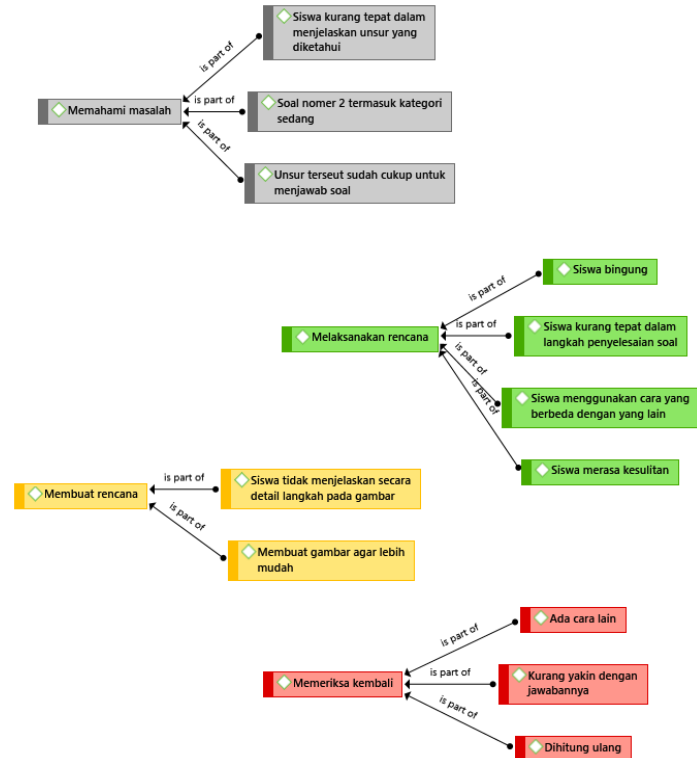 Siswa kurang tepat dalam
menjelaskan unsur yang
diketahui
is part of
Memahami masalah
is part of
Soal nomer 2 termasuk kategori
sedang
is part of
Unsur terseut sudah cukup untuk
menjawab soal
Siswa bingung
is part of
Melaksanakan rencana
is part of
Siswa kurang tepat dalam
langkah penyelesaian soal
is part of
Siswa menggunakan cara yang
berbeda dengan yang lain
is part of
Siswa merasa kesulitan
Membuat rencana
is part of
Siswa tidak menjelaskan secara
detail langkah pada gambar
is part of
Membuat gambar agar lebih
mudah
Ada cara lain
is part of
Memeriksa kembali
is part of
Kurang yakin dengan
jawabannya
is part of
Dihitung ulang